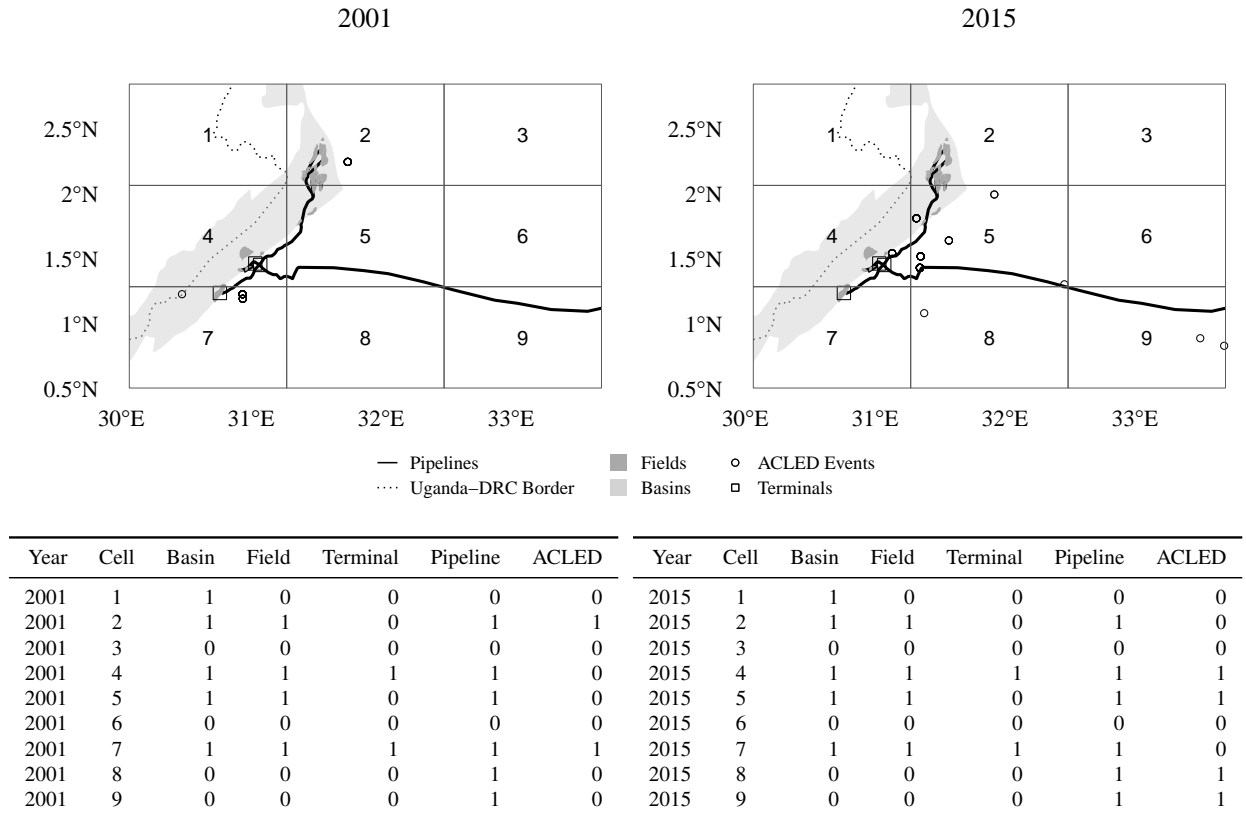 2001 2015
2.5°N 1 2 3 1 2 3 2.5°N
2°N 2°N
4 5 6 4 5 6
1.5°N 1.5°N
1°N 7 8 9 1°N 7 8 9
0.5°N 0.5°N
30°E 31°E 32°E 33°E 30°E 31°E 32°E 33°E
Pipelines Fields ACLED Events
Uganda−DRC Border Basins Terminals
Year Cell Basin Field Terminal Pipeline ACLED Year Cell Basin Field Terminal Pipeline ACLED
2001 1 1 0 0 0 0 2015 1 1 0 0 0 0
2001 2 1 1 0 1 1 2015 2 1 1 0 1 0
2001 3 0 0 0 0 0 2015 3 0 0 0 0 0
2001 4 1 1 1 1 0 2015 4 1 1 1 1 1
2001 5 1 1 0 1 0 2015 5 1 1 0 1 1
2001 6 0 0 0 0 0 2015 6 0 0 0 0 0
2001 7 1 1 1 1 1 2015 7 1 1 1 1 0
2001 8 0 0 0 1 0 2015 8 0 0 0 1 1
2001 9 0 0 0 1 0 2015 9 0 0 0 1 1